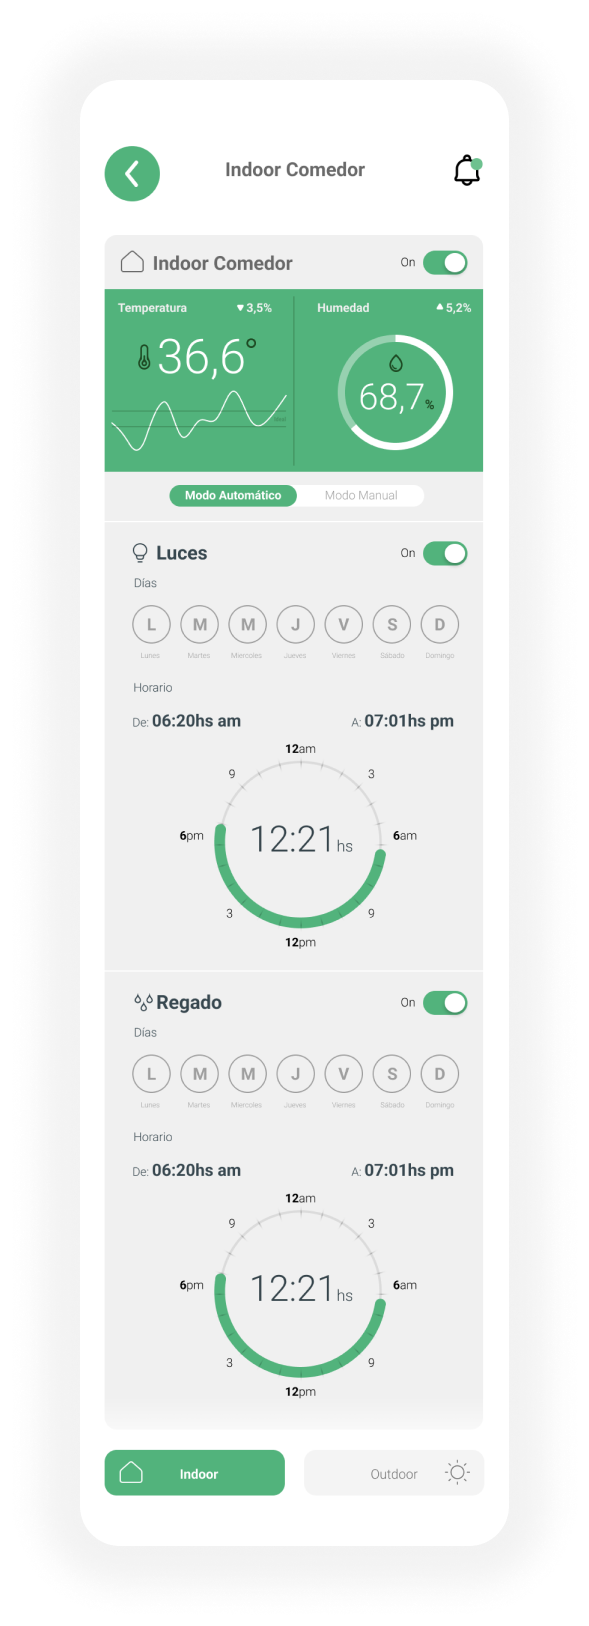 Indoor Comedor
Indoor Comedor On
Temperatura 3,5% Humedad 5,2%
36,6° 68,7%
Modo Automático Modo Manual
Luces On
Días
L M M J V S D
Lunes Martes Miercoles Jueves Viernes Sábado Domingo
Horario
De: 06:20hs am A: 07:01hs pm
12am
9 3
6pm 12:21hs 6am
3 9
12pm
Regado On
Días
L M M J V S D
Lunes Martes Miercoles Jueves Viernes Sábado Domingo
Horario
De: 06:20hs am A: 07:01hs pm
12am
9 3
6pm 12:21hs 6am
3 9
12pm
Indoor Outdoor